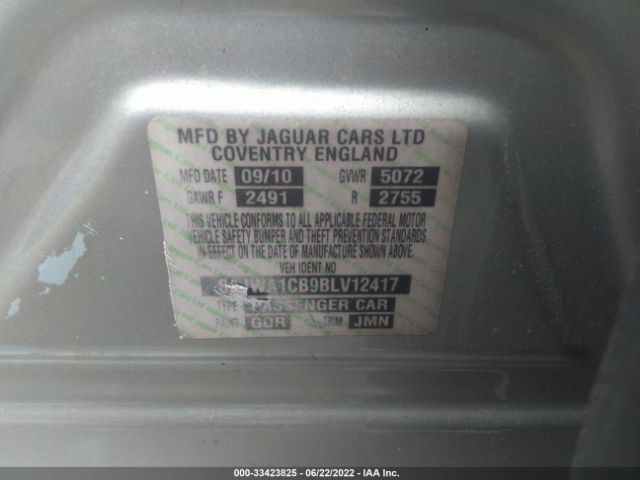 MFD BY JAGUAR CARS LTD
COVENTRY ENGLAND
MFD DATE 09/10 GVWR 5072
GAWR F 2491 R 2755
THIS VEHICLE CONFORMS TO ALL APPLICABLE FEDERAL MOTOR
VEHICLE SAFETY BUMPER AND THEFT PREVENTION STANDARDS
IN EFFECT ON THE DATE OF MANUFACTURE SHOWN ABOVE.
VEH IDENT NO
WA1CB9BLV12417
TYPE PASSENGER CAR
PAINT GDR TRIM JMN
000-33423825 - 06/22/2022 - IAA Inc.